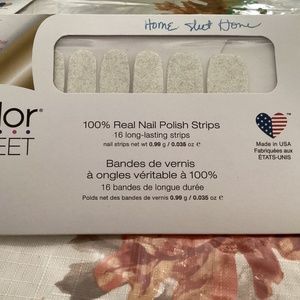 Home Sweet Home
lor
EET
100% Real Nail Polish Strips
16 long-lasting strips
nail strips net wt 0.99 g / 0.035 oz ℮
Made in USA
Fabriquées aux
ÉTATS-UNIS
Bandes de vernis
à ongles véritable à 100%
16 bandes de longue durée
Poids net des bandes de vernis 0.99 g / 0.035 oz ℮